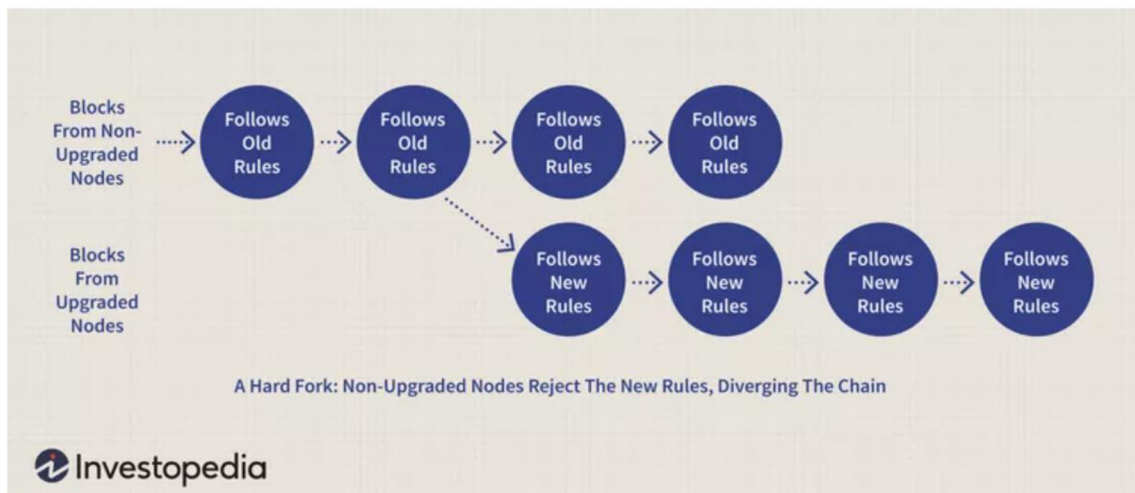 Blocks
From Non-
Upgraded
Nodes
Follows
Old
Rules
Follows
Old
Rules
Follows
Old
Rules
Follows
Old
Rules
Blocks
From
Upgraded
Nodes
Follows
New
Rules
Follows
New
Rules
Follows
New
Rules
Follows
New
Rules
A Hard Fork: Non-Upgraded Nodes Reject The New Rules, Diverging The Chain
Investopedia